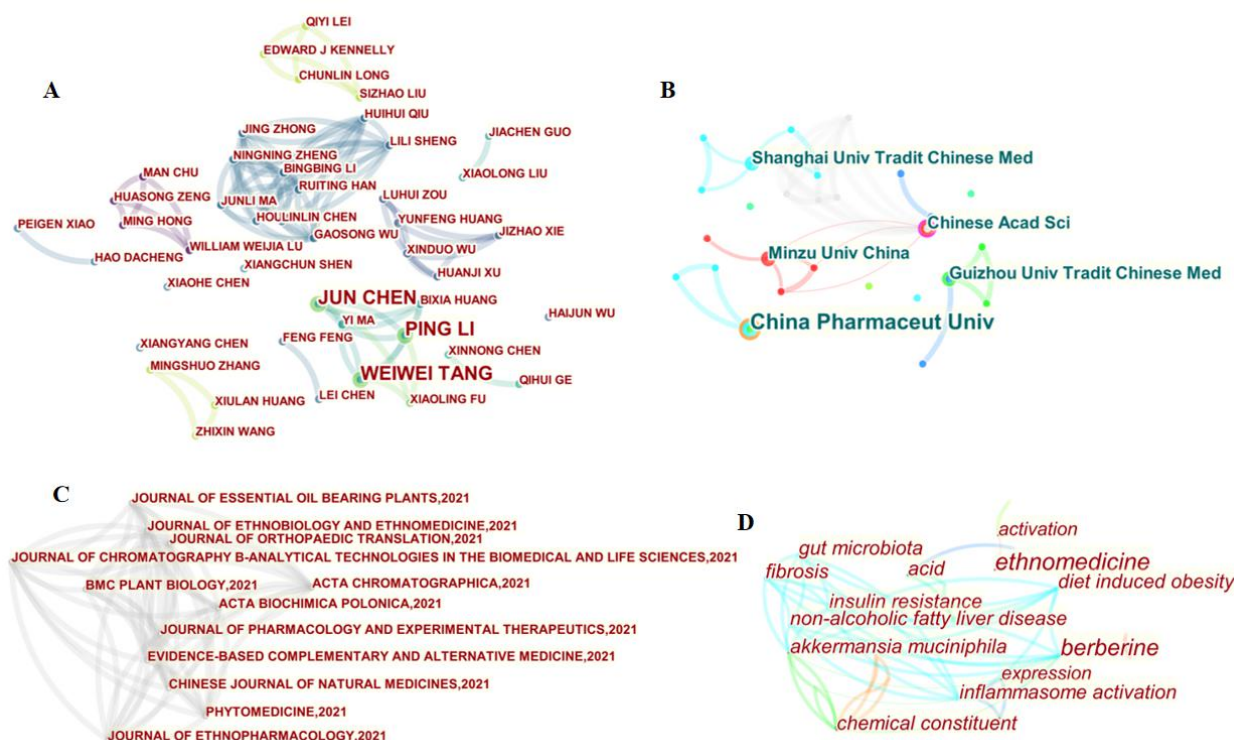 A
QIYI LEI
EDWARD J KENNELLY
CHUNLIN LONG
SIZHAO LIU
HUIHUI QIU
JING ZHONG
LILI SHENG
JIACHEN GUO
NINGNING ZHENG
BINGBING LI
MAN CHU
XIAOLONG LIU
RUITING HAN
HUASONG ZENG
LUHUI ZOU
JUNLI MA
HOULINLIN CHEN
YUNFENG HUANG
PEIGEN XIAO
MING HONG
GAOSONG WU
JIZHAO XIE
HAO DACHENG
WILLIAM WEIJIA LU
XINDUO WU
XIANGCHUN SHEN
HUANJI XU
XIAOHE CHEN
JUN CHEN
BIXIA HUANG
HAIJUN WU
YI MA
PING LI
FENG FENG
XIANGYANG CHEN
XINNONG CHEN
MINGSHUO ZHANG
WEIWEI TANG
QIHUI GE
LEI CHEN
XIAOLING FU
XIULAN HUANG
ZHIXIN WANG
B
Shanghai Univ Tradit Chinese Med
Chinese Acad Sci
Minzu Univ China
Guizhou Univ Tradit Chinese Med
China Pharmaceut Univ
C
JOURNAL OF ESSENTIAL OIL BEARING PLANTS,2021
JOURNAL OF ETHNOBIOLOGY AND ETHNOMEDICINE,2021
JOURNAL OF ORTHOPAEDIC TRANSLATION,2021
JOURNAL OF CHROMATOGRAPHY B-ANALYTICAL TECHNOLOGIES IN THE BIOMEDICAL AND LIFE SCIENCES,2021
BMC PLANT BIOLOGY,2021
ACTA CHROMATOGRAPHICA,2021
ACTA BIOCHIMICA POLONICA,2021
JOURNAL OF PHARMACOLOGY AND EXPERIMENTAL THERAPEUTICS,2021
EVIDENCE-BASED COMPLEMENTARY AND ALTERNATIVE MEDICINE,2021
CHINESE JOURNAL OF NATURAL MEDICINES,2021
PHYTOMEDICINE,2021
JOURNAL OF ETHNOPHARMACOLOGY,2021
D
activation
gut microbiota
ethnomedicine
fibrosis
acid
diet induced obesity
insulin resistance
non-alcoholic fatty liver disease
akkermansia muciniphila
berberine
expression
inflammasome activation
chemical constituent